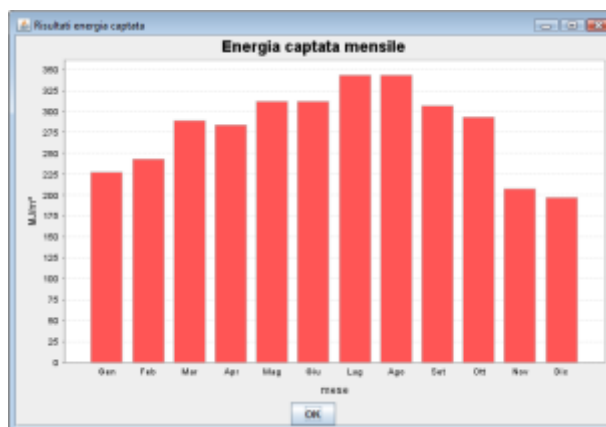 Risultati energia captata
Energia captata mensile
350
325
300
275
250
225
200
175
150
125
100
75
50
25
0
MJ/m²
Gen Feb Mar Apr Mag Giu Lug Ago Set Ott Nov Dic
mese
OK